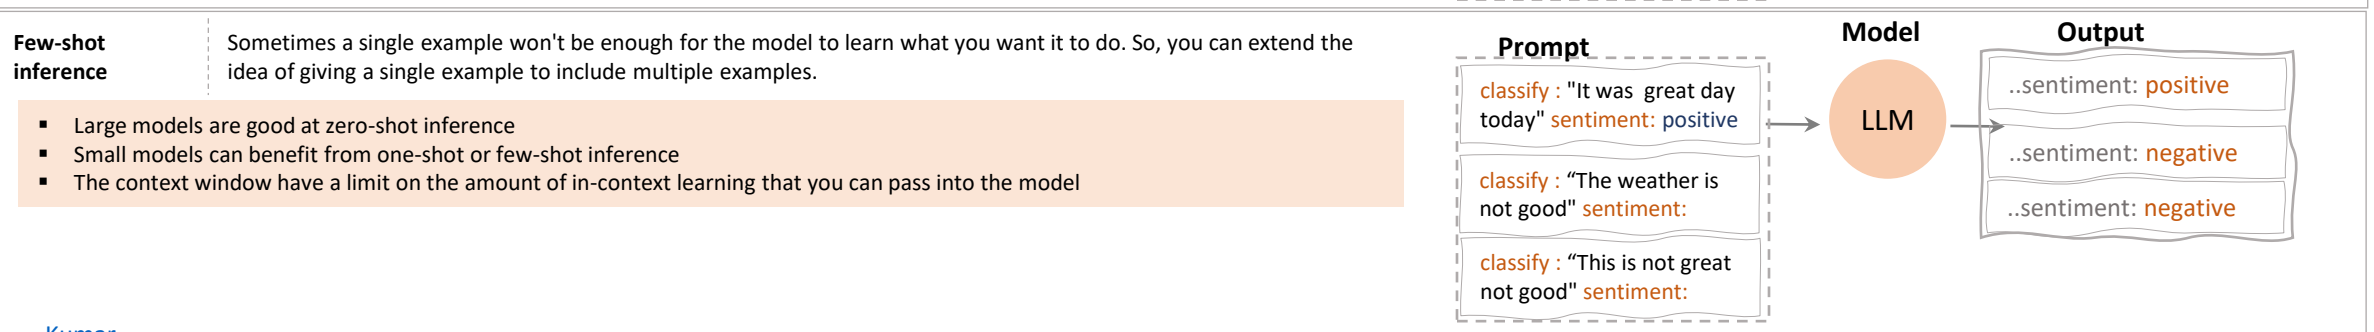 Few-shot
inference
Sometimes a single example won't be enough for the model to learn what you want it to do. So, you can extend the
idea of giving a single example to include multiple examples.
▪ Large models are good at zero-shot inference
▪ Small models can benefit from one-shot or few-shot inference
▪ The context window have a limit on the amount of in-context learning that you can pass into the model
Prompt
classify : "It was great day
today" sentiment: positive
classify : “The weather is
not good" sentiment:
classify : “This is not great
not good" sentiment:
Model
LLM
Output
..sentiment: positive
..sentiment: negative
..sentiment: negative
Kumar